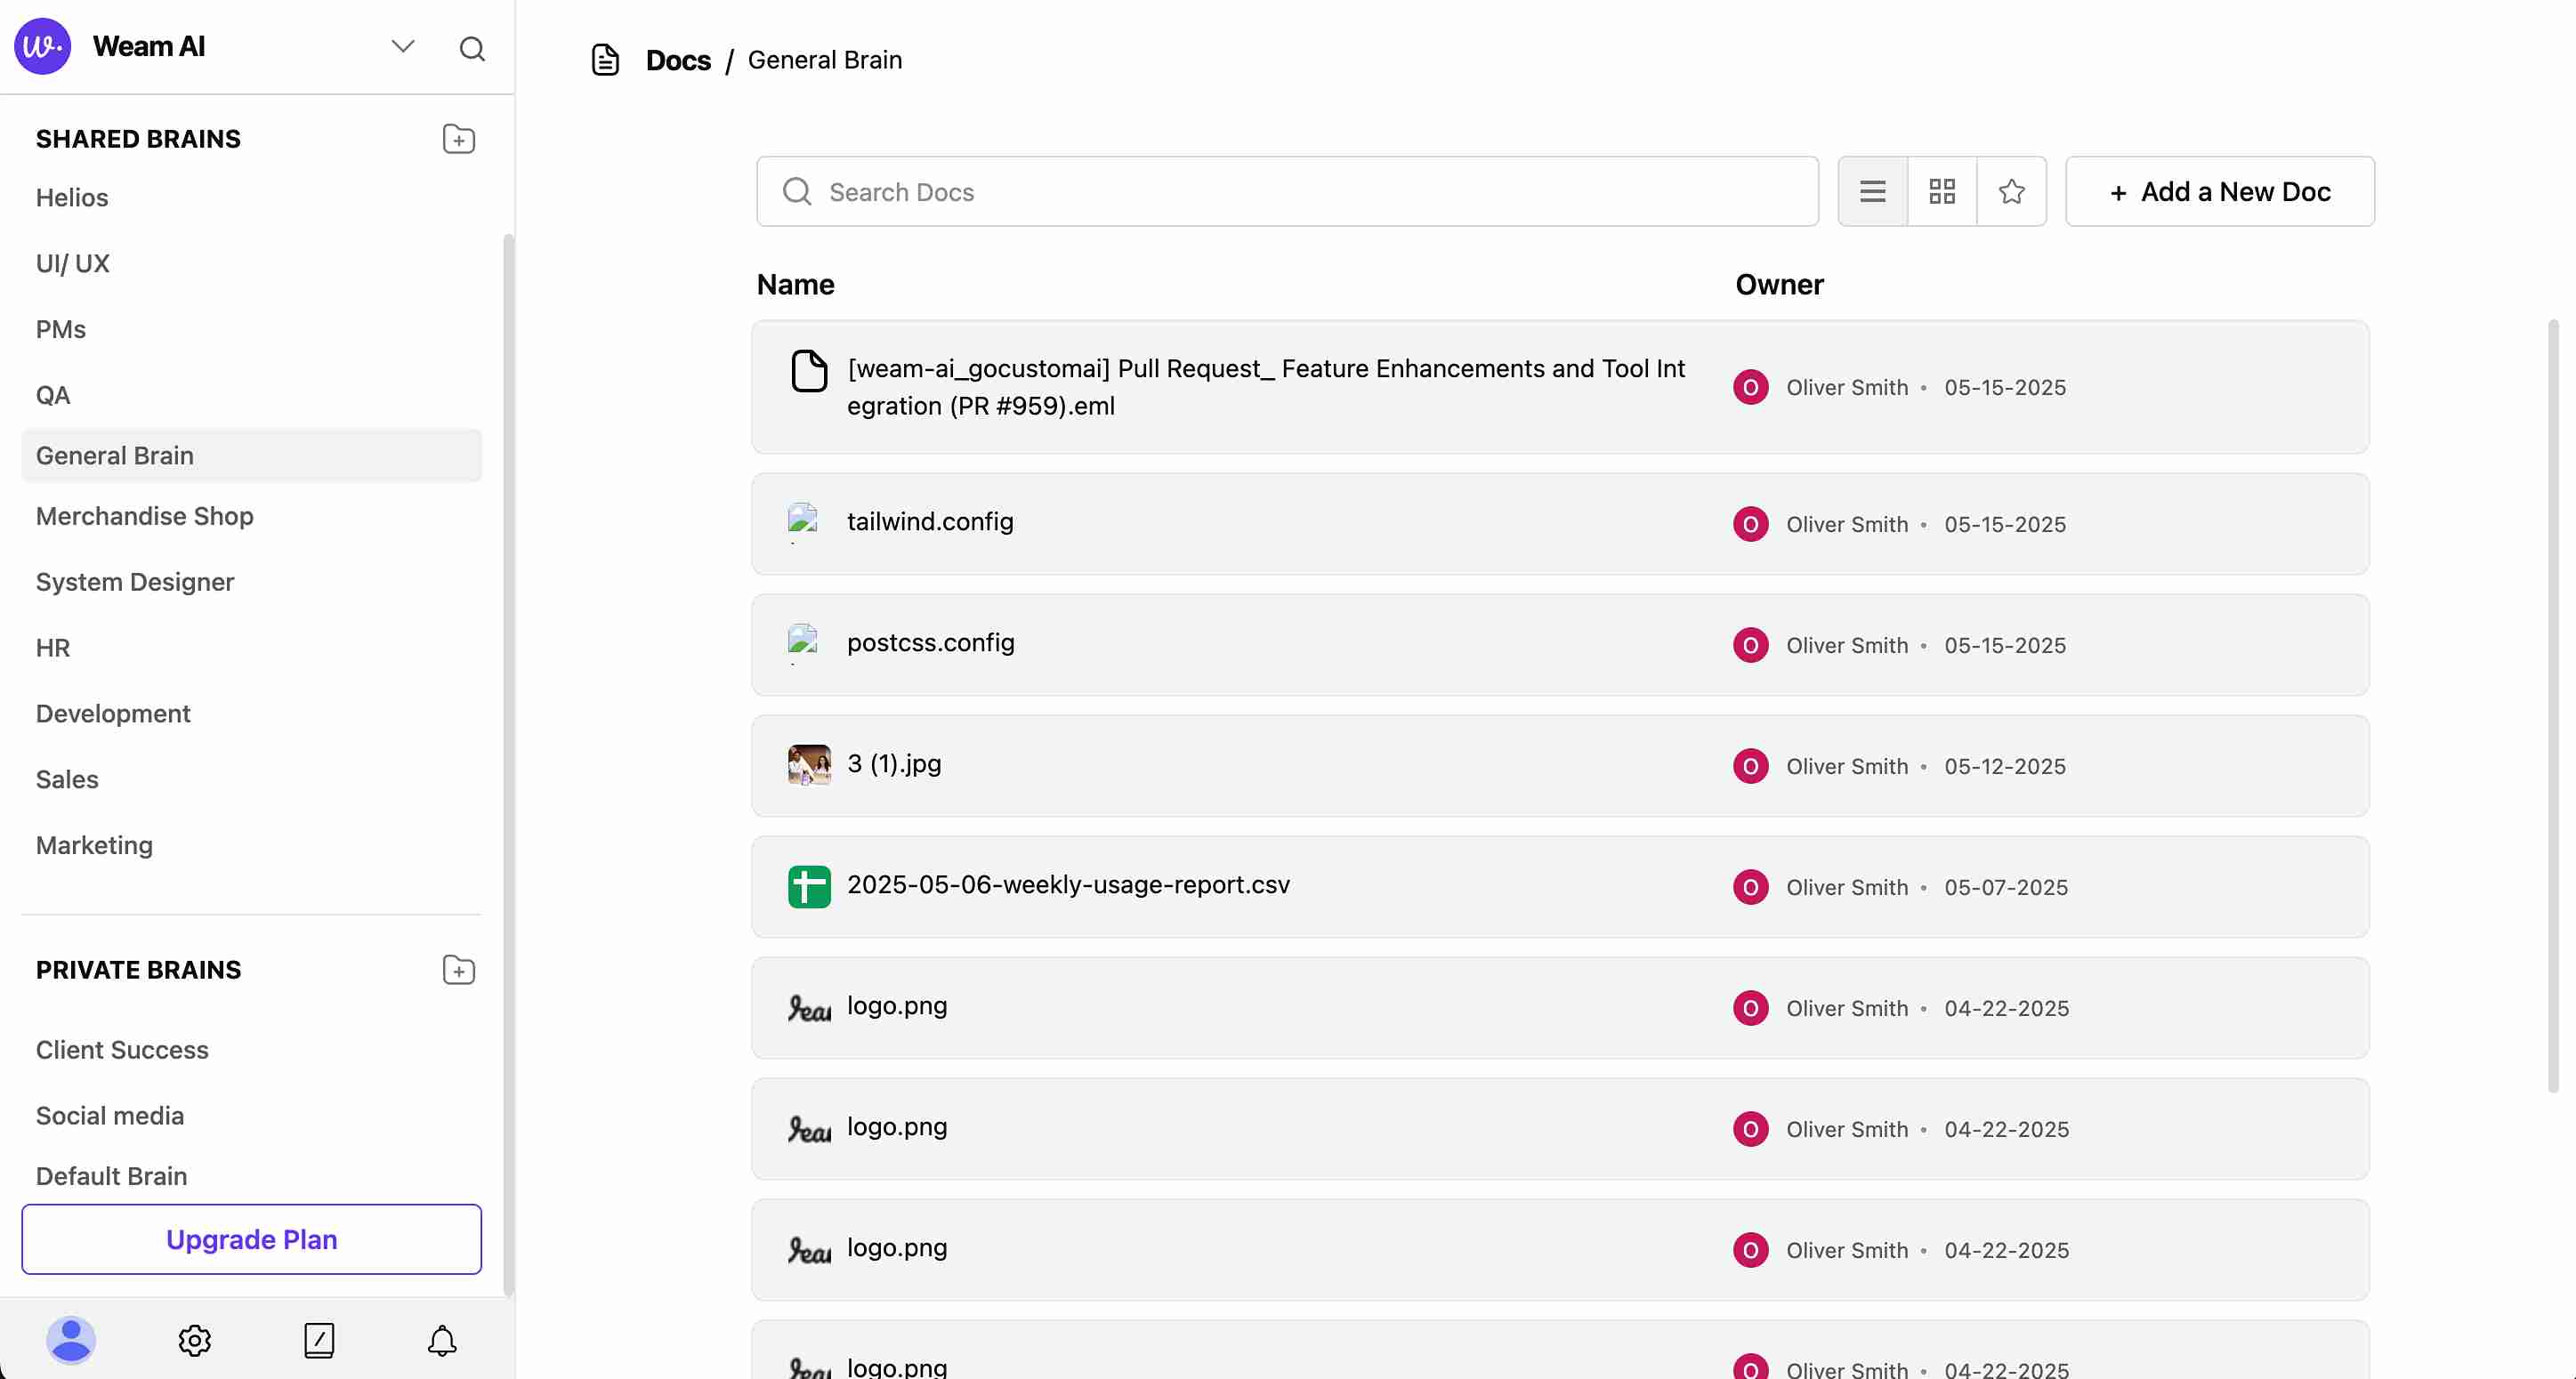 w.
Weam AI
SHARED BRAINS
Helios
UI/ UX
PMs
QA
General Brain
Merchandise Shop
System Designer
HR
Development
Sales
Marketing
PRIVATE BRAINS
Client Success
Social media
Default Brain
Upgrade Plan
Docs / General Brain
Search Docs
+ Add a New Doc
Name
Owner
[weam-ai_gocustomai] Pull Request_ Feature Enhancements and Tool Int
egration (PR #959).eml
O Oliver Smith • 05-15-2025
tailwind.config
O Oliver Smith • 05-15-2025
postcss.config
O Oliver Smith • 05-15-2025
3 (1).jpg
O Oliver Smith • 05-12-2025
2025-05-06-weekly-usage-report.csv
O Oliver Smith • 05-07-2025
logo.png
O Oliver Smith • 04-22-2025
logo.png
O Oliver Smith • 04-22-2025
logo.png
O Oliver Smith • 04-22-2025
logo.png
O Oliver Smith • 04-22-2025